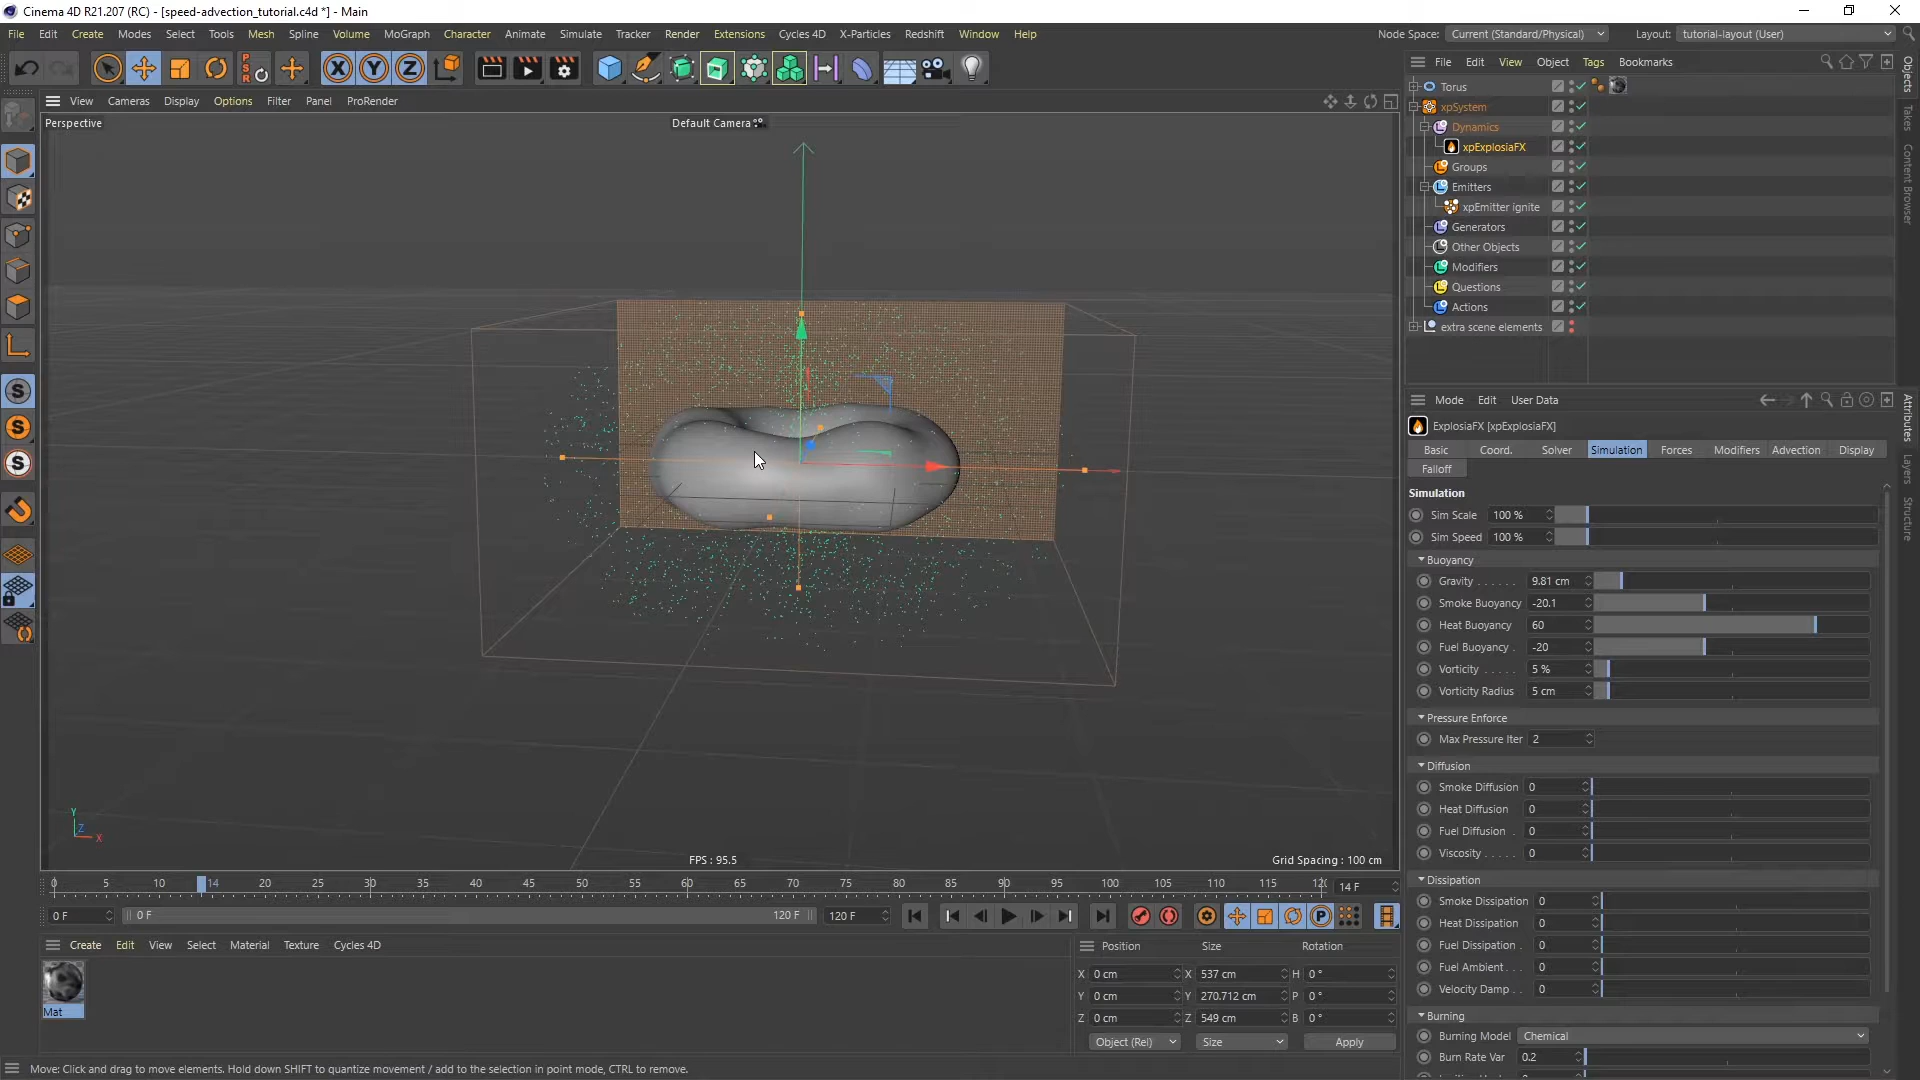 Cinema 4D R21.207 (RC) - [speed-advection_tutorial.c4d *] - Main
File Edit Create Modes Select Tools Mesh Spline Volume MoGraph Character Animate Simulate Tracker Render Extensions Cycles 4D X-Particles Redshift Window Help
Node Space: Current (Standard/Physical) Layout: tutorial-layout (User)
View Cameras Display Options Filter Panel ProRender
Perspective
Default Camera
FPS : 95.5
Grid Spacing : 100 cm
Y
Z
X
0 5 10 14 20 25 30 35 40 45 50 55 60 65 70 75 80 85 90 95 100 105 110 115 12
14 F
0 F
0 F
120 F
120 F
Create Edit View Select Material Texture Cycles 4D
Mat
Position Size Rotation
X 0 cm X 537 cm H 0 °
Y 0 cm Y 270.712 cm P 0 °
Z 0 cm Z 549 cm B 0 °
Object (Rel) Size Apply
Move: Click and drag to move elements. Hold down SHIFT to quantize movement / add to the selection in point mode, CTRL to remove.
File Edit View Object Tags Bookmarks
Torus
xpSystem
Dynamics
xpExplosiaFX
Groups
Emitters
xpEmitter ignite
Generators
Other Objects
Modifiers
Questions
Actions
extra scene elements
Objects
Takes
Content Browser
Mode Edit User Data
ExplosiaFX [xpExplosiaFX]
Basic Coord. Solver Simulation Forces Modifiers Advection Display
Falloff
Simulation
Sim Scale 100 %
Sim Speed 100 %
Buoyancy
Gravity . . . . . . 9.81 cm
Smoke Buoyancy -20.1
Heat Buoyancy 60
Fuel Buoyancy . -20
Vorticity . . . . . 5 %
Vorticity Radius 5 cm
Pressure Enforce
Max Pressure Iter 2
Diffusion
Smoke Diffusion 0
Heat Diffusion 0
Fuel Diffusion . 0
Viscosity . . . . . 0
Dissipation
Smoke Dissipation 0
Heat Dissipation 0
Fuel Dissipation . 0
Fuel Ambient . . . 0
Velocity Damp . . 0
Burning
Burning Model Chemical
Burn Rate Var 0.2
Attributes
Layers
Structure